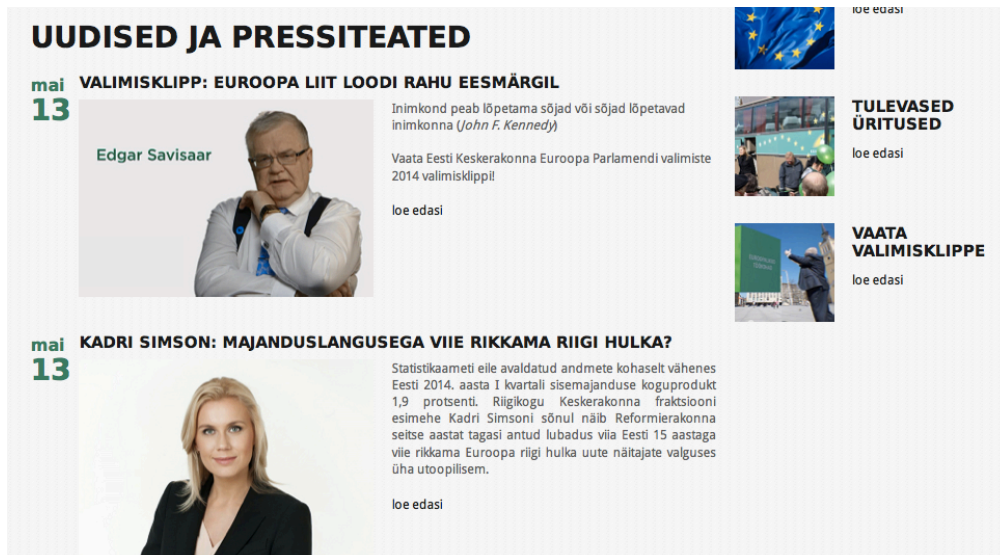 UUDISED JA PRESSITEATED
mai
13
VALIMISKLIPP: EUROOPA LIIT LOODI RAHU EESMÄRGIL
Edgar Savisaar
Inimkond peab lõpetama sõjad või sõjad lõpetavad
inimkonna (John F. Kennedy)
Vaata Eesti Keskerakonna Euroopa Parlamendi valimiste
2014 valimisklippi!
loe edasi
mai
13
KADRI SIMSON: MAJANDUSLANGUSEGA VIIE RIKKAMA RIIGI HULKA?
Statistikaameti eile avaldatud andmete kohaselt vähenes
Eesti 2014. aasta I kvartali sisemajanduse koguprodukt
1,9 protsenti. Riigikogu Keskerakonna fraktsiooni
esimehe Kadri Simsoni sõnul näib Reformierakonna
seitse aastat tagasi antud lubadus viia Eesti 15 aastaga
viie rikkama Euroopa riigi hulka uute näitajate valguses
üha utoopilisem.
loe edasi
loe edasi
TULEVASED
ÜRITUSED
loe edasi
VAATA
VALIMISKLIPPE
loe edasi